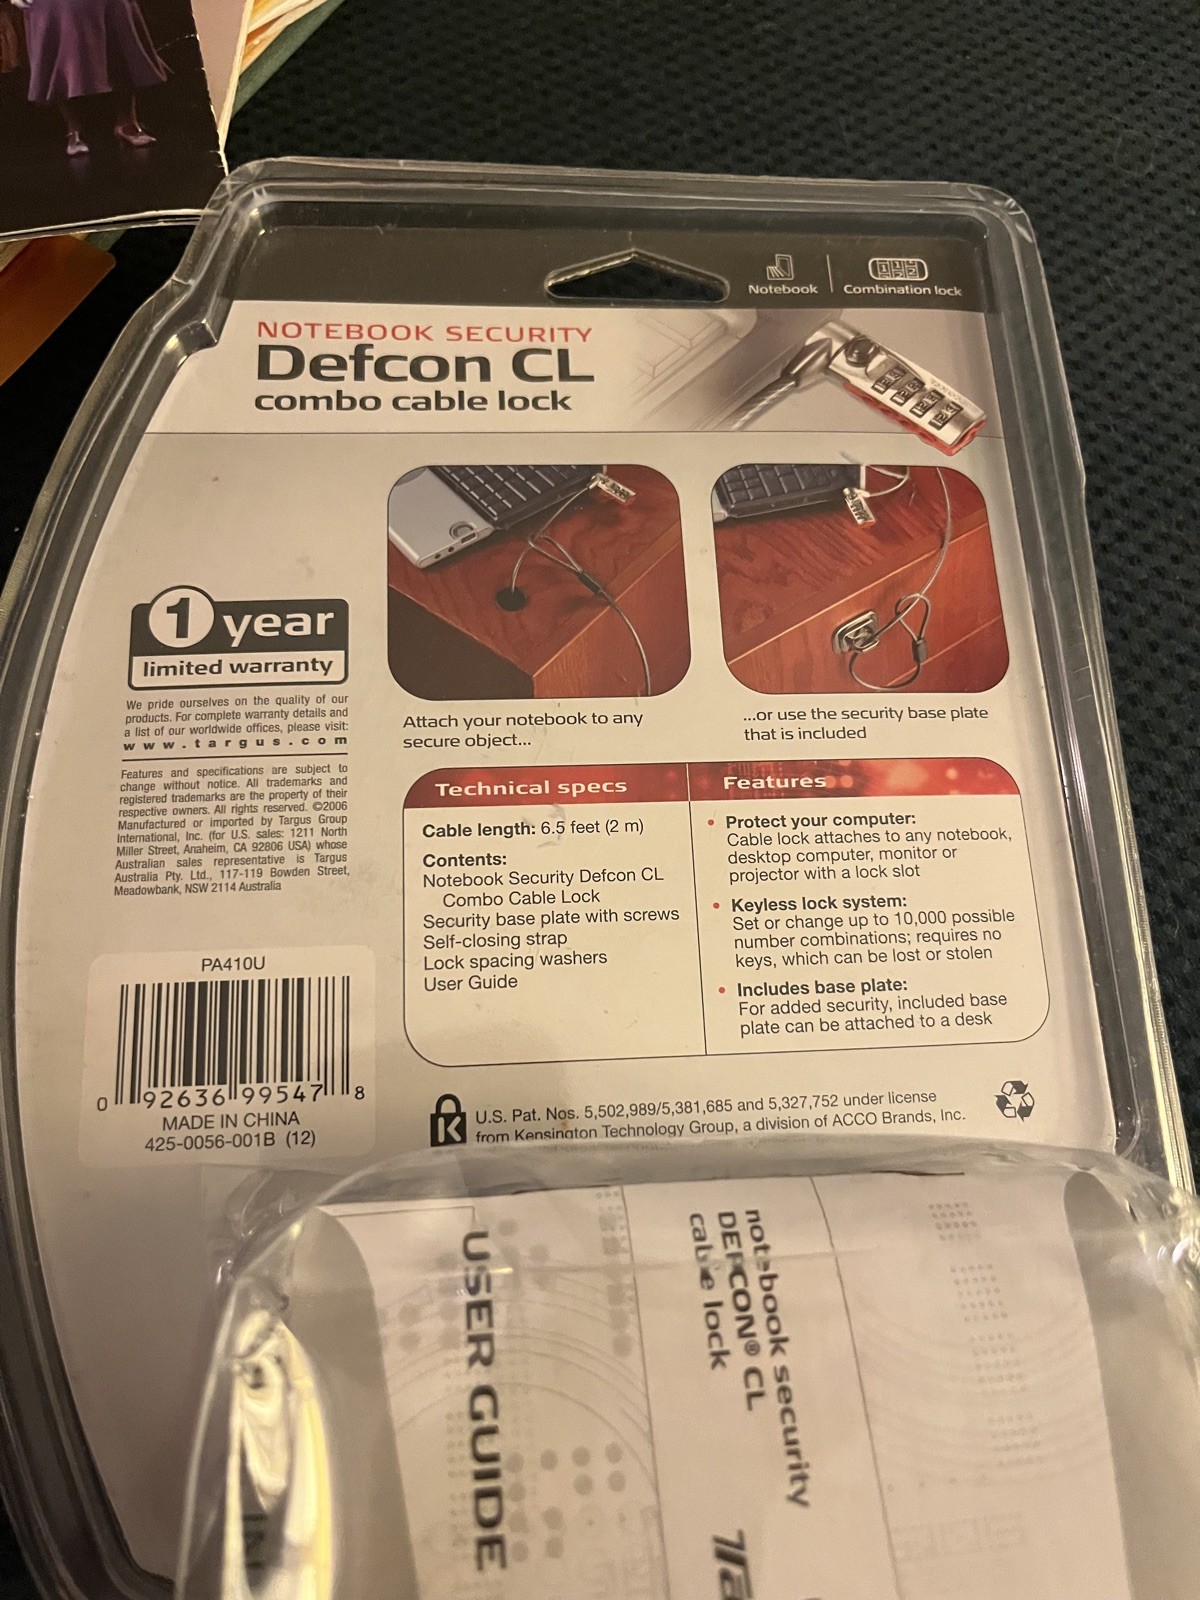 Notebook
Combination lock
NOTEBOOK SECURITY
Defcon CL
combo cable lock
1 year
limited warranty
We pride ourselves on the quality of our
products. For complete warranty details and
a list of our worldwide offices, please visit:
www.targus.com
Features and specifications are subject to
change without notice. All trademarks and
registered trademarks are the property of their
respective owners. All rights reserved. ©2006
Manufactured or imported by Targus Group
International, Inc. (for U.S. sales: 1211 North
Miller Street, Anaheim, CA 92806 USA) whose
Australian sales representative is Targus
Australia Pty. Ltd., 117-119 Bowden Street,
Meadowbank, NSW 2114 Australia
Attach your notebook to any
secure object...
...or use the security base plate
that is included
Technical specs
Cable length: 6.5 feet (2 m)
Contents:
Notebook Security Defcon CL
Combo Cable Lock
Security base plate with screws
Self-closing strap
Lock spacing washers
User Guide
Features
• Protect your computer:
Cable lock attaches to any notebook,
desktop computer, monitor or
projector with a lock slot
• Keyless lock system:
Set or change up to 10,000 possible
number combinations; requires no
keys, which can be lost or stolen
• Includes base plate:
For added security, included base
plate can be attached to a desk
PA410U
0 92636 99547 8
MADE IN CHINA
425-0056-001B (12)
K
U.S. Pat. Nos. 5,502,989/5,381,685 and 5,327,752 under license
from Kensington Technology Group, a division of ACCO Brands, Inc.
USER GUIDE
notebook security
DEFCON® CL
cable lock